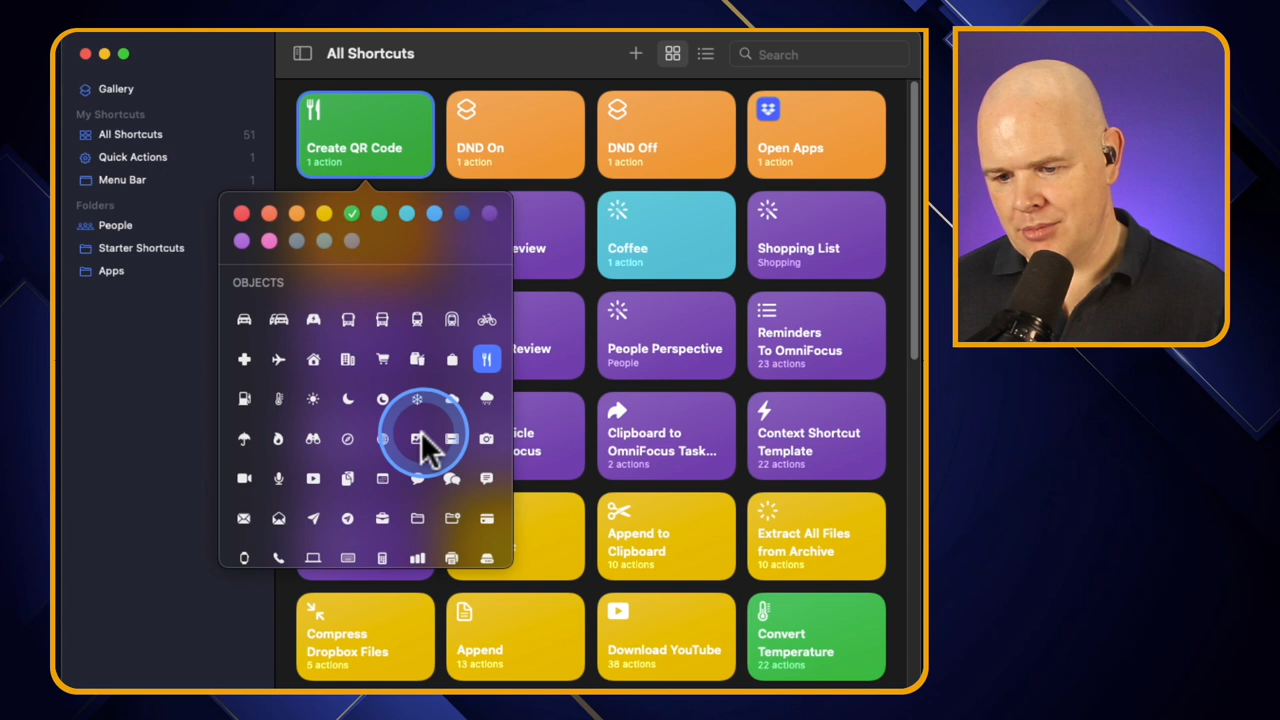 All Shortcuts
Search
Gallery
My Shortcuts
All Shortcuts 51
Quick Actions 1
Menu Bar 1
Folders
People
Starter Shortcuts
Apps
Create QR Code
1 action
DND On
1 action
DND Off
1 action
Open Apps
1 action
OBJECTS
eview
Coffee
1 action
Shopping List
Shopping
Review
People Perspective
People
Reminders
To OmniFocus
23 actions
icle
ocus
Clipboard to
OmniFocus Task...
2 actions
Context Shortcut
Template
22 actions
Append to
Clipboard
10 actions
Extract All Files
from Archive
10 actions
Compress
Dropbox Files
5 actions
Append
13 actions
Download YouTube
38 actions
Convert
Temperature
22 actions